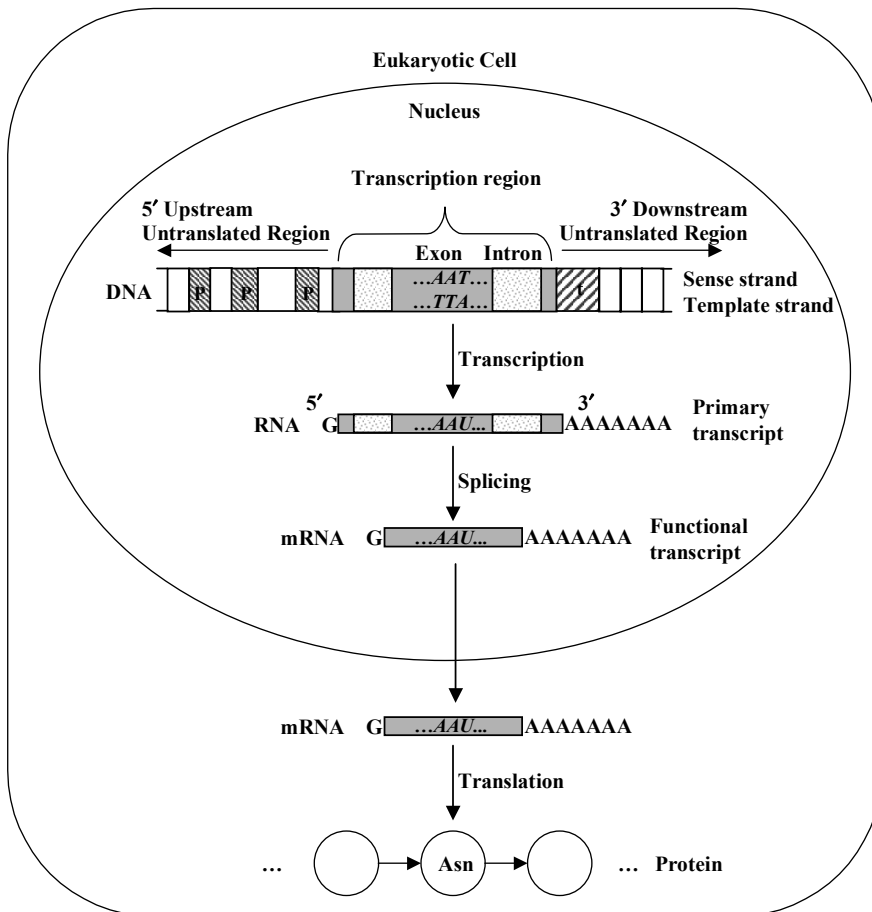 Eukaryotic Cell
Nucleus
Transcription region
5′ Upstream
Untranslated Region
3′ Downstream
Untranslated Region
Exon Intron
DNA
P P P
...AAT...
...TTA...
t
Sense strand
Template strand
Transcription
5′ 3′
RNA G ...AAU... AAAAAAA
Primary
transcript
Splicing
mRNA G ...AAU... AAAAAAA
Functional
transcript
mRNA G ...AAU... AAAAAAA
Translation
... Asn ... Protein